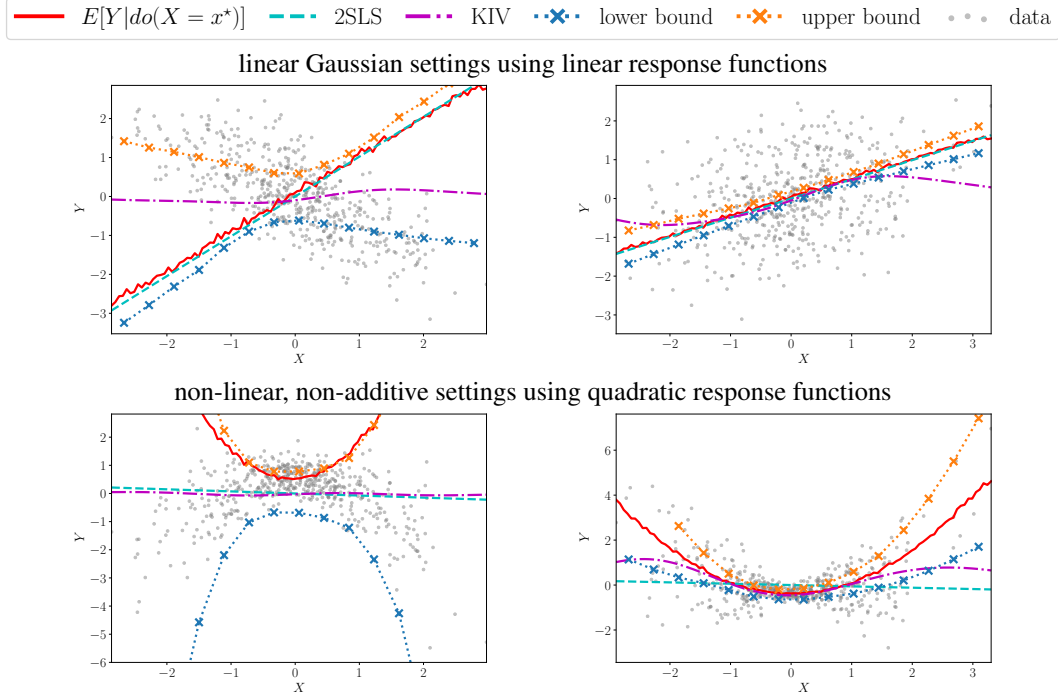 E[Y|do(X = x⋆)] 2SLS KIV lower bound upper bound data
linear Gaussian settings using linear response functions
2
1
0
−1
−2
−3
Y
−2 −1 0 1 2
X
2
1
0
−1
−2
−3
Y
−2 −1 0 1 2 3
X
non-linear, non-additive settings using quadratic response functions
2
1
0
−1
−2
−3
−4
−5
−6
Y
−2 −1 0 1 2
X
6
4
2
0
−2
Y
−2 −1 0 1 2 3
X